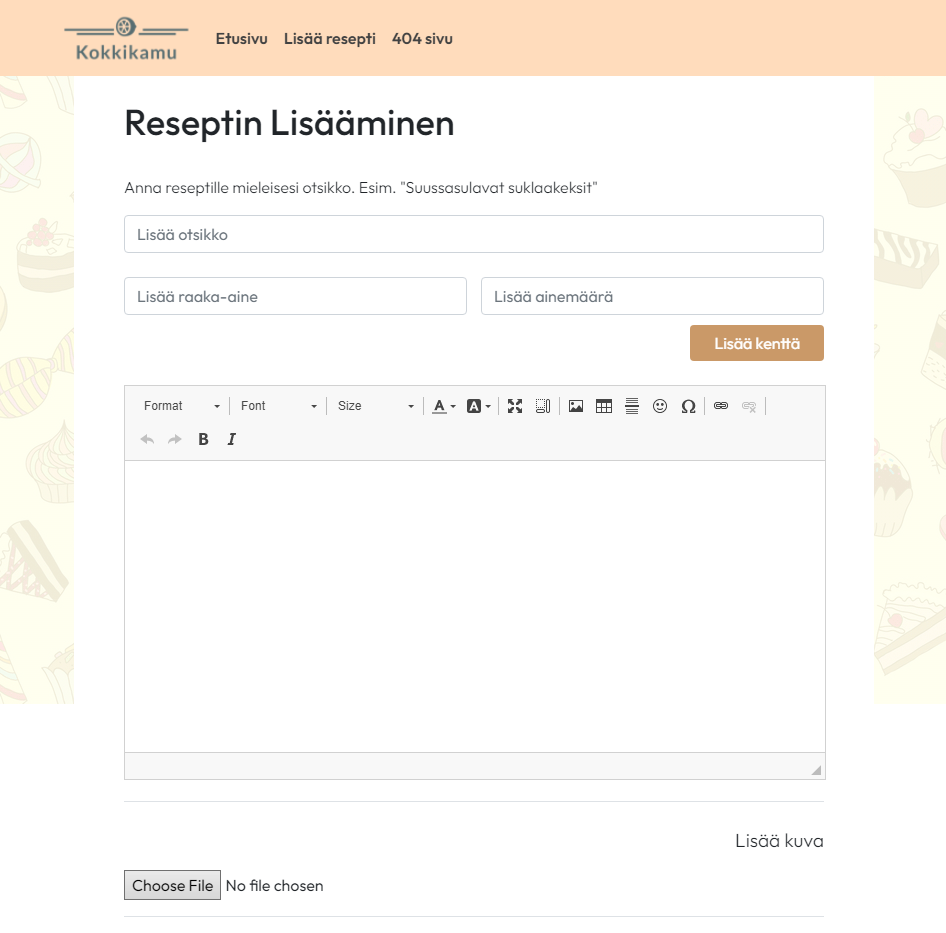 Kokkikamu
Etusivu Lisää resepti 404 sivu
Reseptin Lisääminen
Anna reseptille mieleisesi otsikko. Esim. "Suussasulavat suklaakeksit"
Lisää otsikko
Lisää raaka-aine Lisää ainemäärä
Lisää kenttä
Format Font Size A A Ω
B I
Lisää kuva
Choose File No file chosen